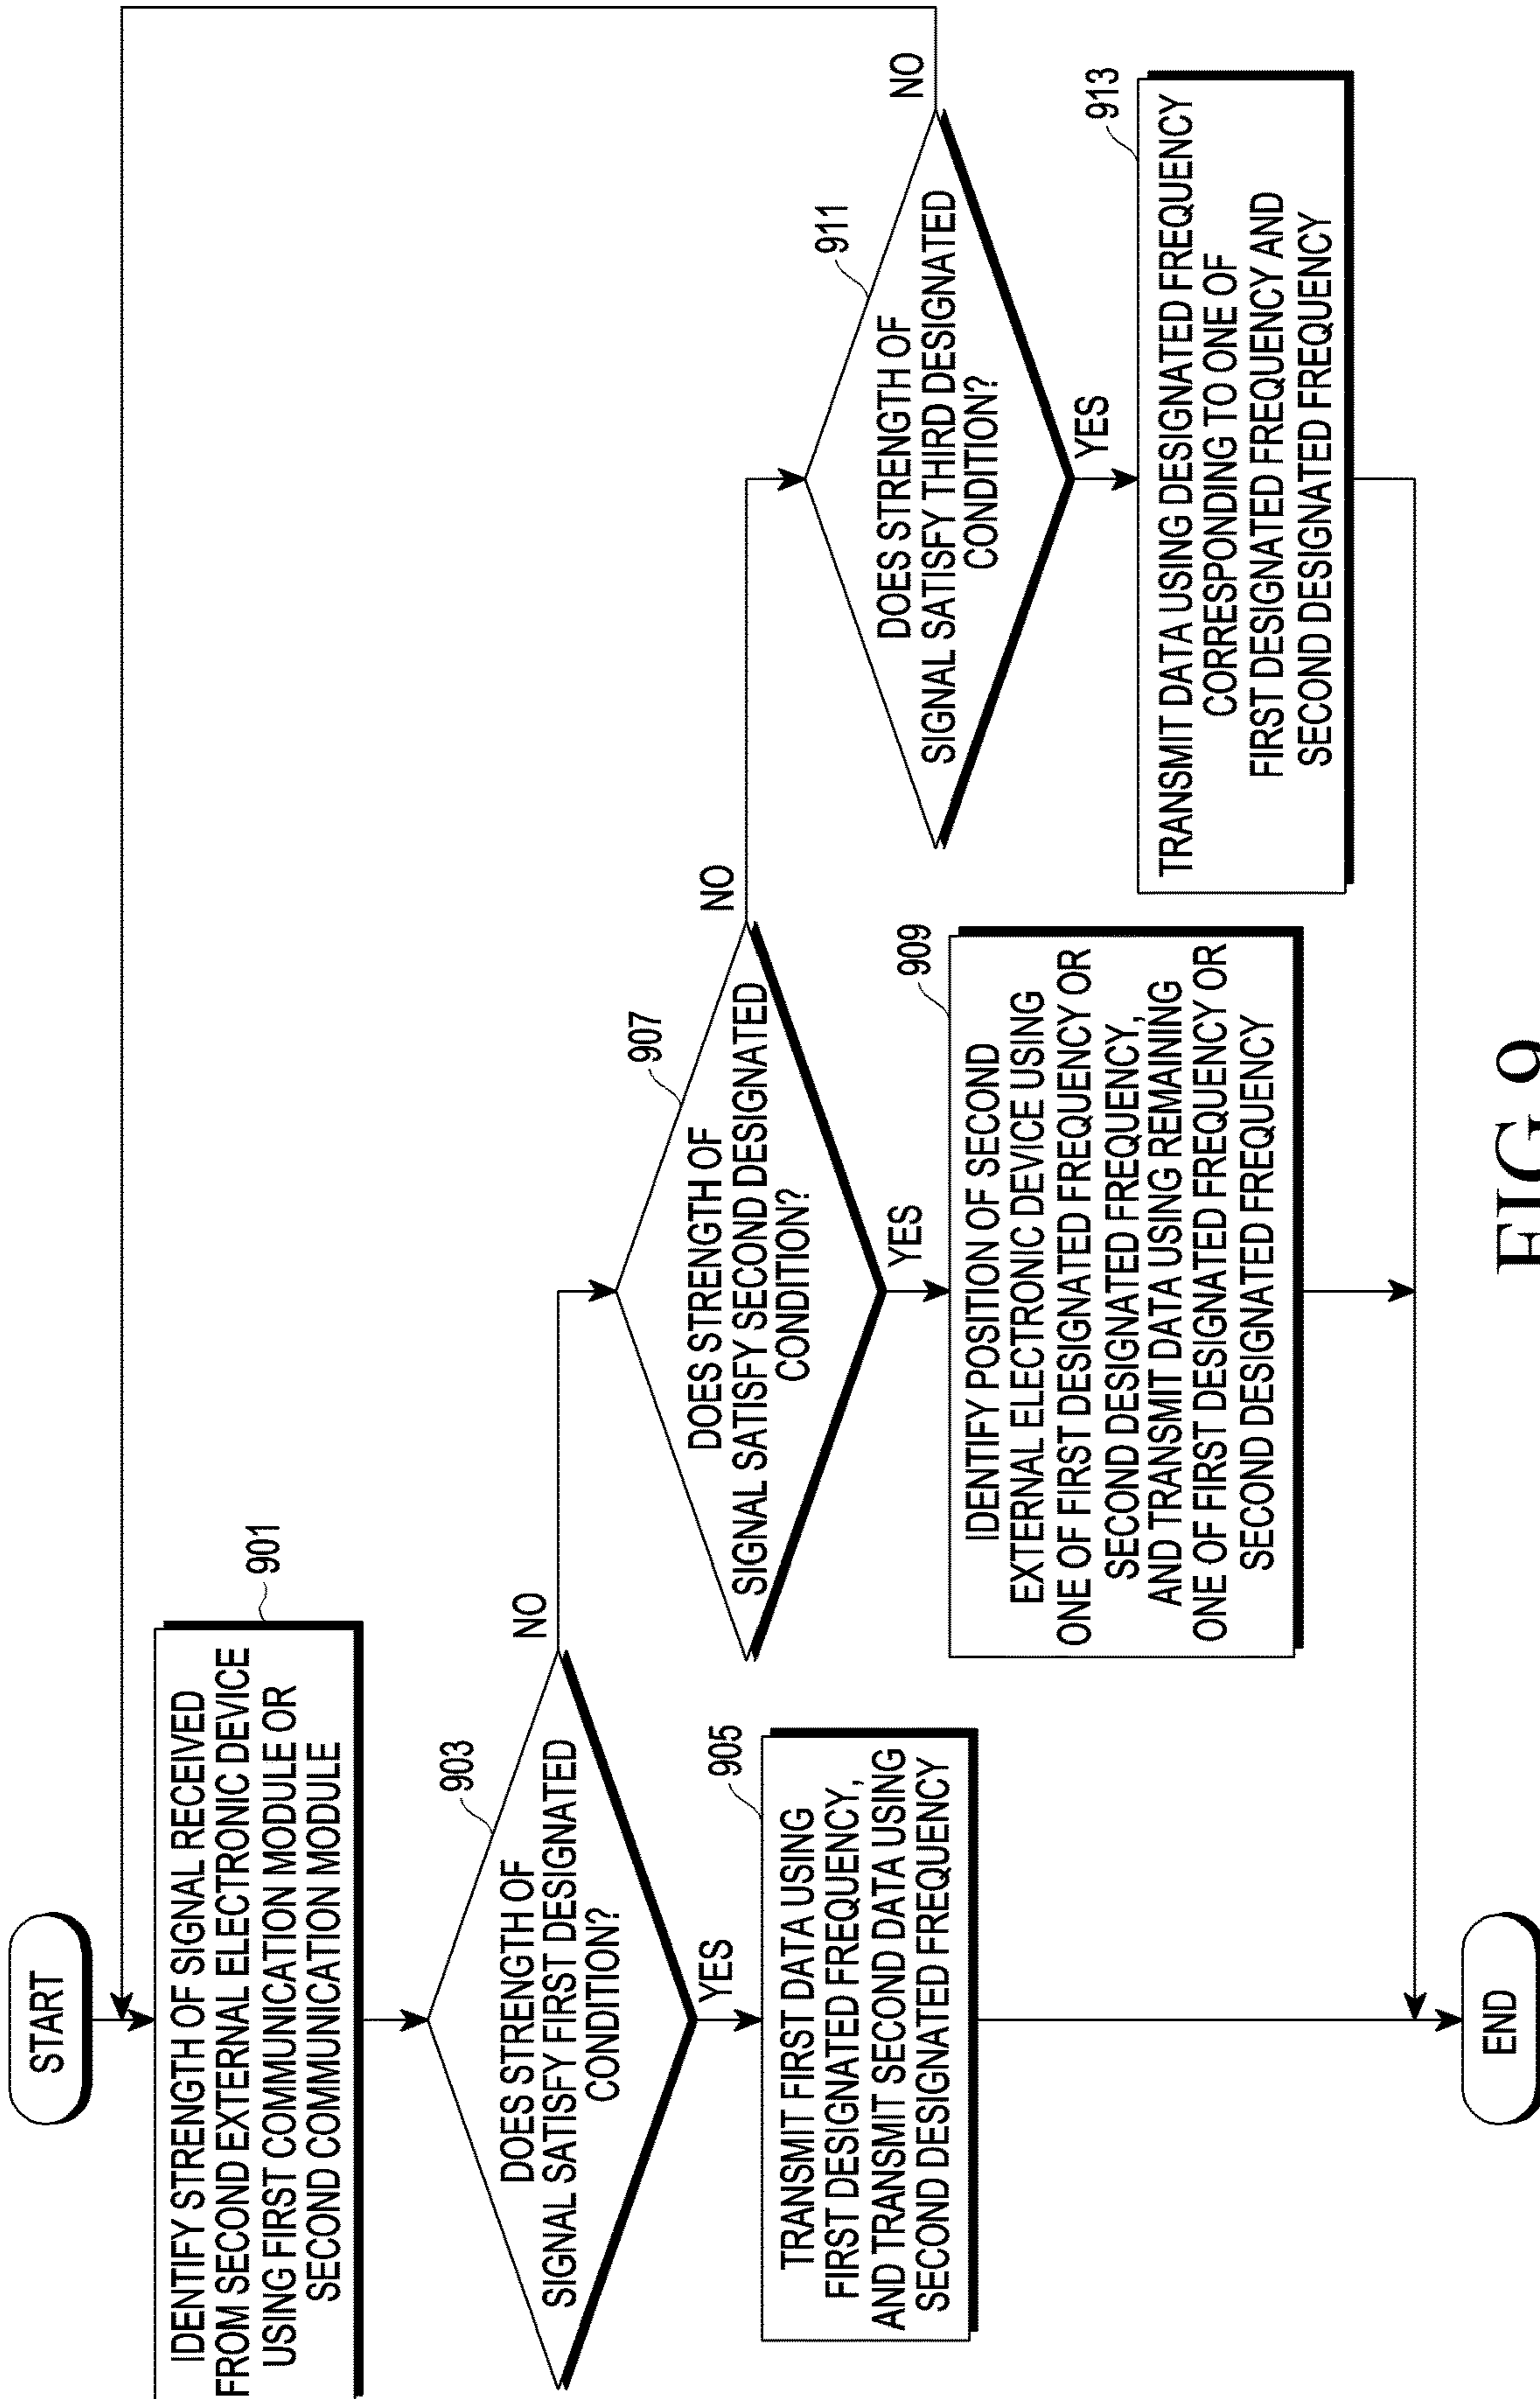 START
IDENTIFY STRENGTH OF SIGNAL RECEIVED
FROM SECOND EXTERNAL ELECTRONIC DEVICE
USING FIRST COMMUNICATION MODULE OR
SECOND COMMUNICATION MODULE
901
DOES STRENGTH OF
SIGNAL SATISFY FIRST DESIGNATED
CONDITION?
903
NO
YES
TRANSMIT FIRST DATA USING
FIRST DESIGNATED FREQUENCY,
AND TRANSMIT SECOND DATA USING
SECOND DESIGNATED FREQUENCY
905
DOES STRENGTH OF
SIGNAL SATISFY SECOND DESIGNATED
CONDITION?
907
NO
YES
IDENTIFY POSITION OF SECOND
EXTERNAL ELECTRONIC DEVICE USING
ONE OF FIRST DESIGNATED FREQUENCY OR
SECOND DESIGNATED FREQUENCY,
AND TRANSMIT DATA USING REMAINING
ONE OF FIRST DESIGNATED FREQUENCY OR
SECOND DESIGNATED FREQUENCY
909
DOES STRENGTH OF
SIGNAL SATISFY THIRD DESIGNATED
CONDITION?
911
NO
YES
TRANSMIT DATA USING DESIGNATED FREQUENCY
CORRESPONDING TO ONE OF
FIRST DESIGNATED FREQUENCY AND
SECOND DESIGNATED FREQUENCY
913
END
FIG.9